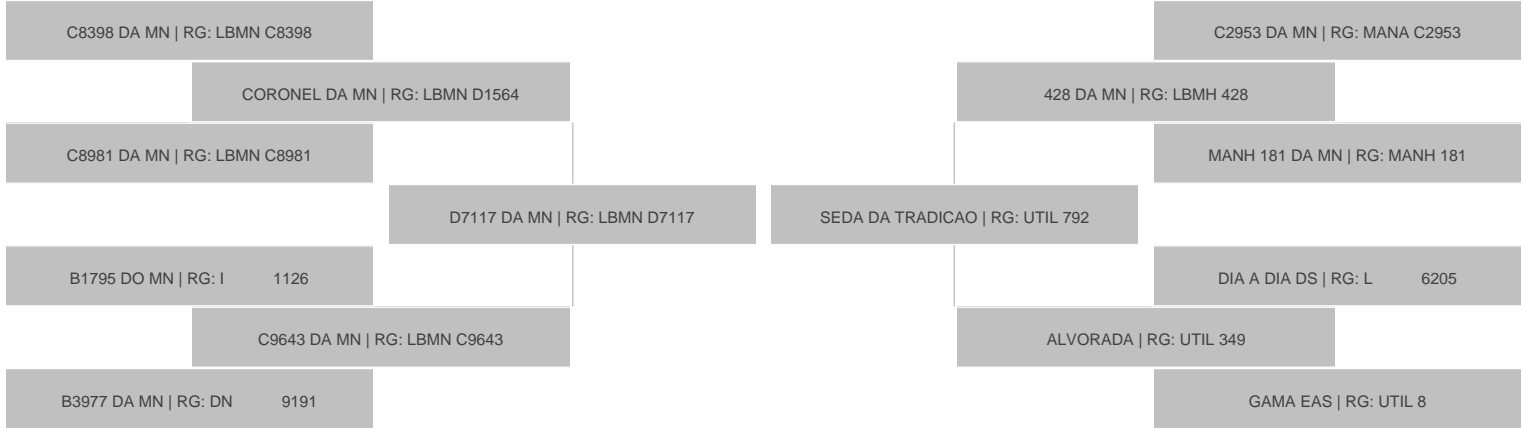 C8398 DA MN | RG: LBMN C8398
C2953 DA MN | RG: MANA C2953
CORONEL DA MN | RG: LBMN D1564
428 DA MN | RG: LBMH 428
C8981 DA MN | RG: LBMN C8981
MANH 181 DA MN | RG: MANH 181
D7117 DA MN | RG: LBMN D7117
SEDA DA TRADICAO | RG: UTIL 792
B1795 DO MN | RG: I 1126
DIA A DIA DS | RG: L 6205
C9643 DA MN | RG: LBMN C9643
ALVORADA | RG: UTIL 349
B3977 DA MN | RG: DN 9191
GAMA EAS | RG: UTIL 8